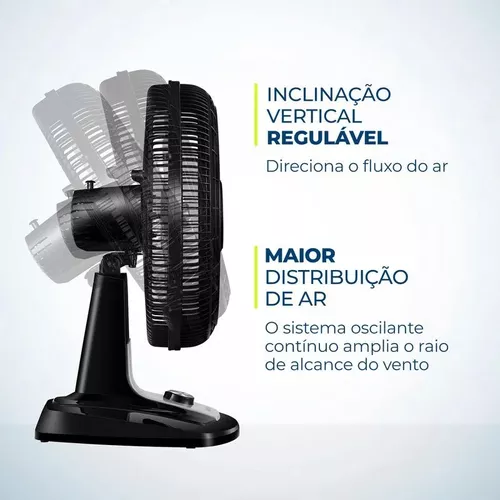 INCLINAÇÃO
VERTICAL
REGULÁVEL
Direciona o fluxo do ar
MAIOR
DISTRIBUIÇÃO
DE AR
O sistema oscilante
contínuo amplia o raio
de alcance do vento